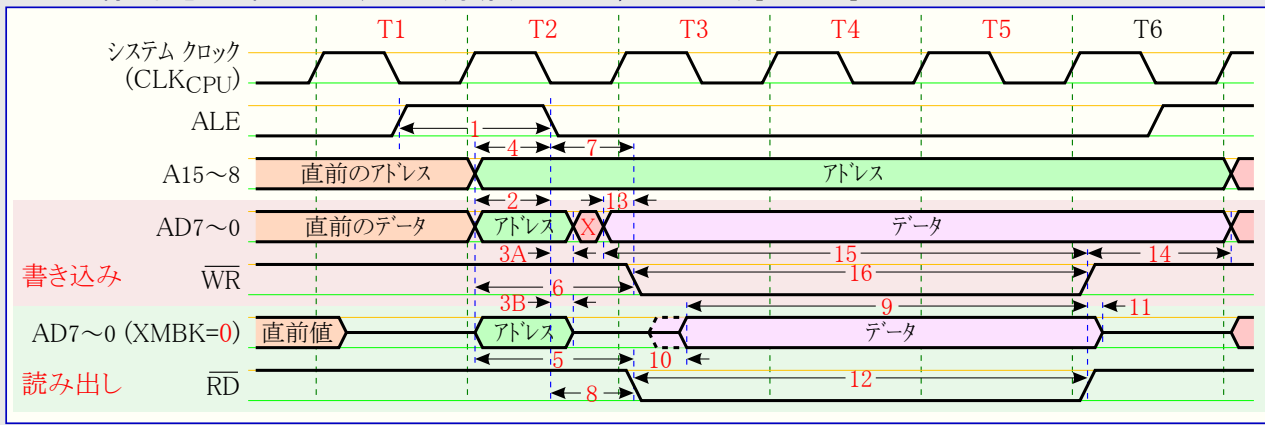 T1 T2 T3 T4 T5 T6
システム クロック
(CLKCPU)
ALE
1
4 7
A15～8 直前のアドレス アドレス
2 13
AD7～0 直前のデータ アドレス X データ
3A 15 14
書き込み WR 16
6
3B 9 11
AD7～0 (XMBK=0) 直前値 アドレス データ
5 10
読み出し RD 12
8